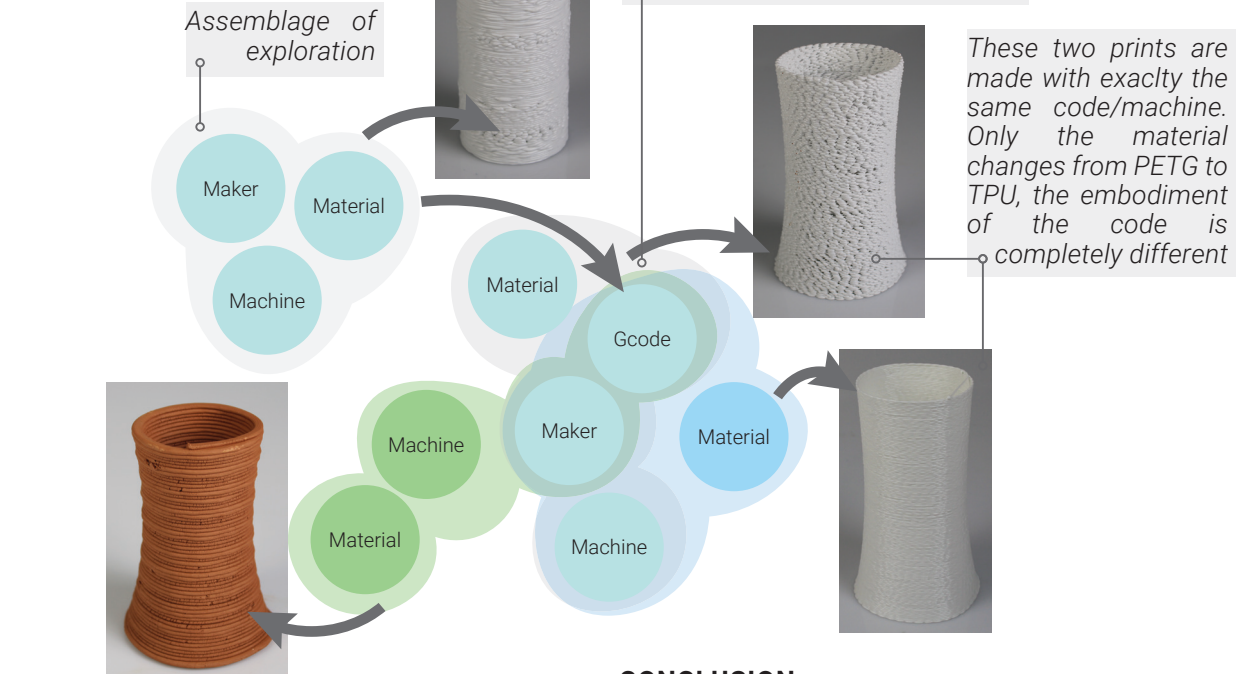 Assemblage of
exploration
These two prints are
made with exaclty the
same code/machine.
Only the material
changes from PETG to
TPU, the embodiment
of the code is
completely different
Maker
Material
Machine
Material
Gcode
Machine
Maker
Material
Material
Machine
CONCLUSION